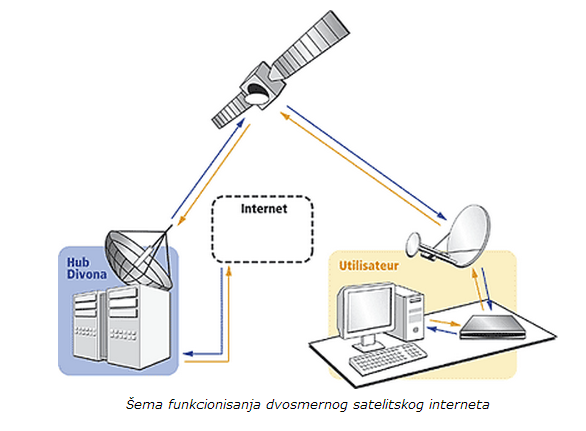 Internet
Hub
Divona
Utilisateur
Šema funkcionisanja dvosmernog satelitskog interneta